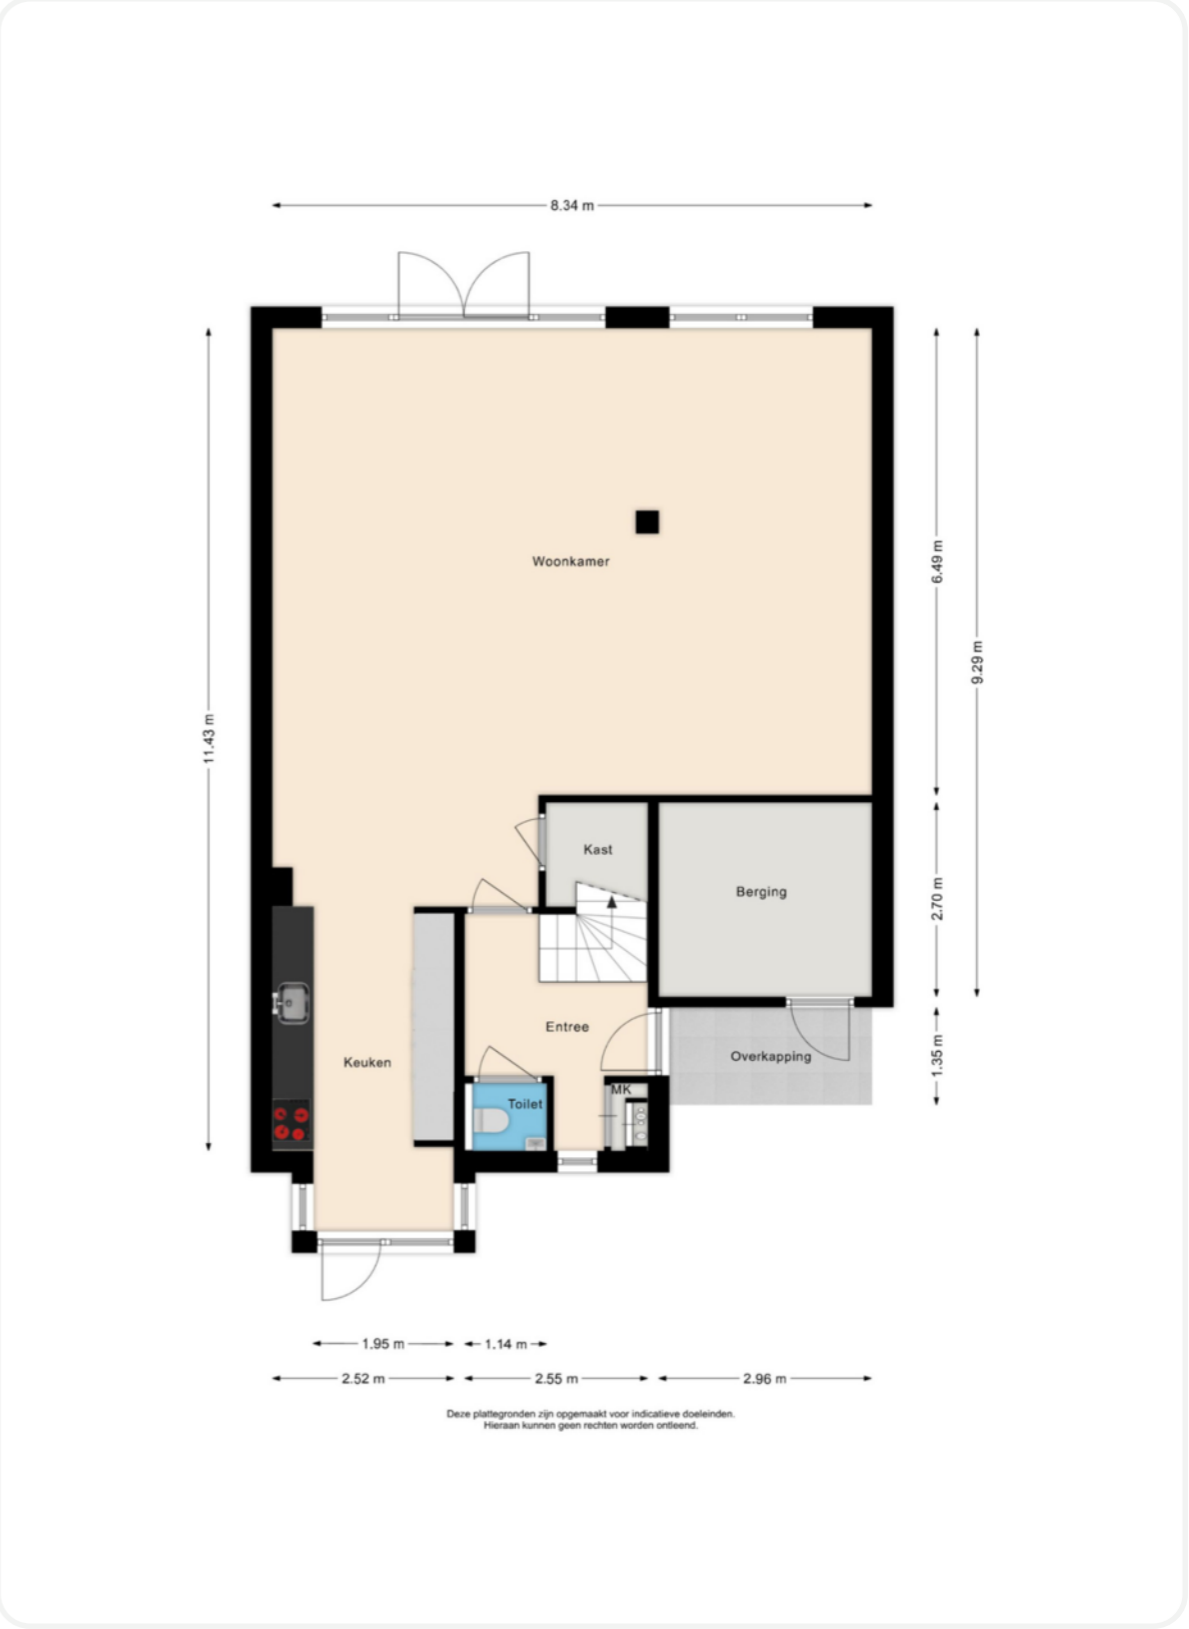 8.34 m
Woonkamer
6.49 m
9.29 m
11.43 m
Kast
Berging
2.70 m
Entree
Keuken
Overkapping
1.35 m
MK
Toilet
1.95 m
1.14 m
2.52 m
2.55 m
2.96 m
Deze plattegronden zijn opgemaakt voor indicatieve doeleinden.
Hieraan kunnen geen rechten worden ontleend.